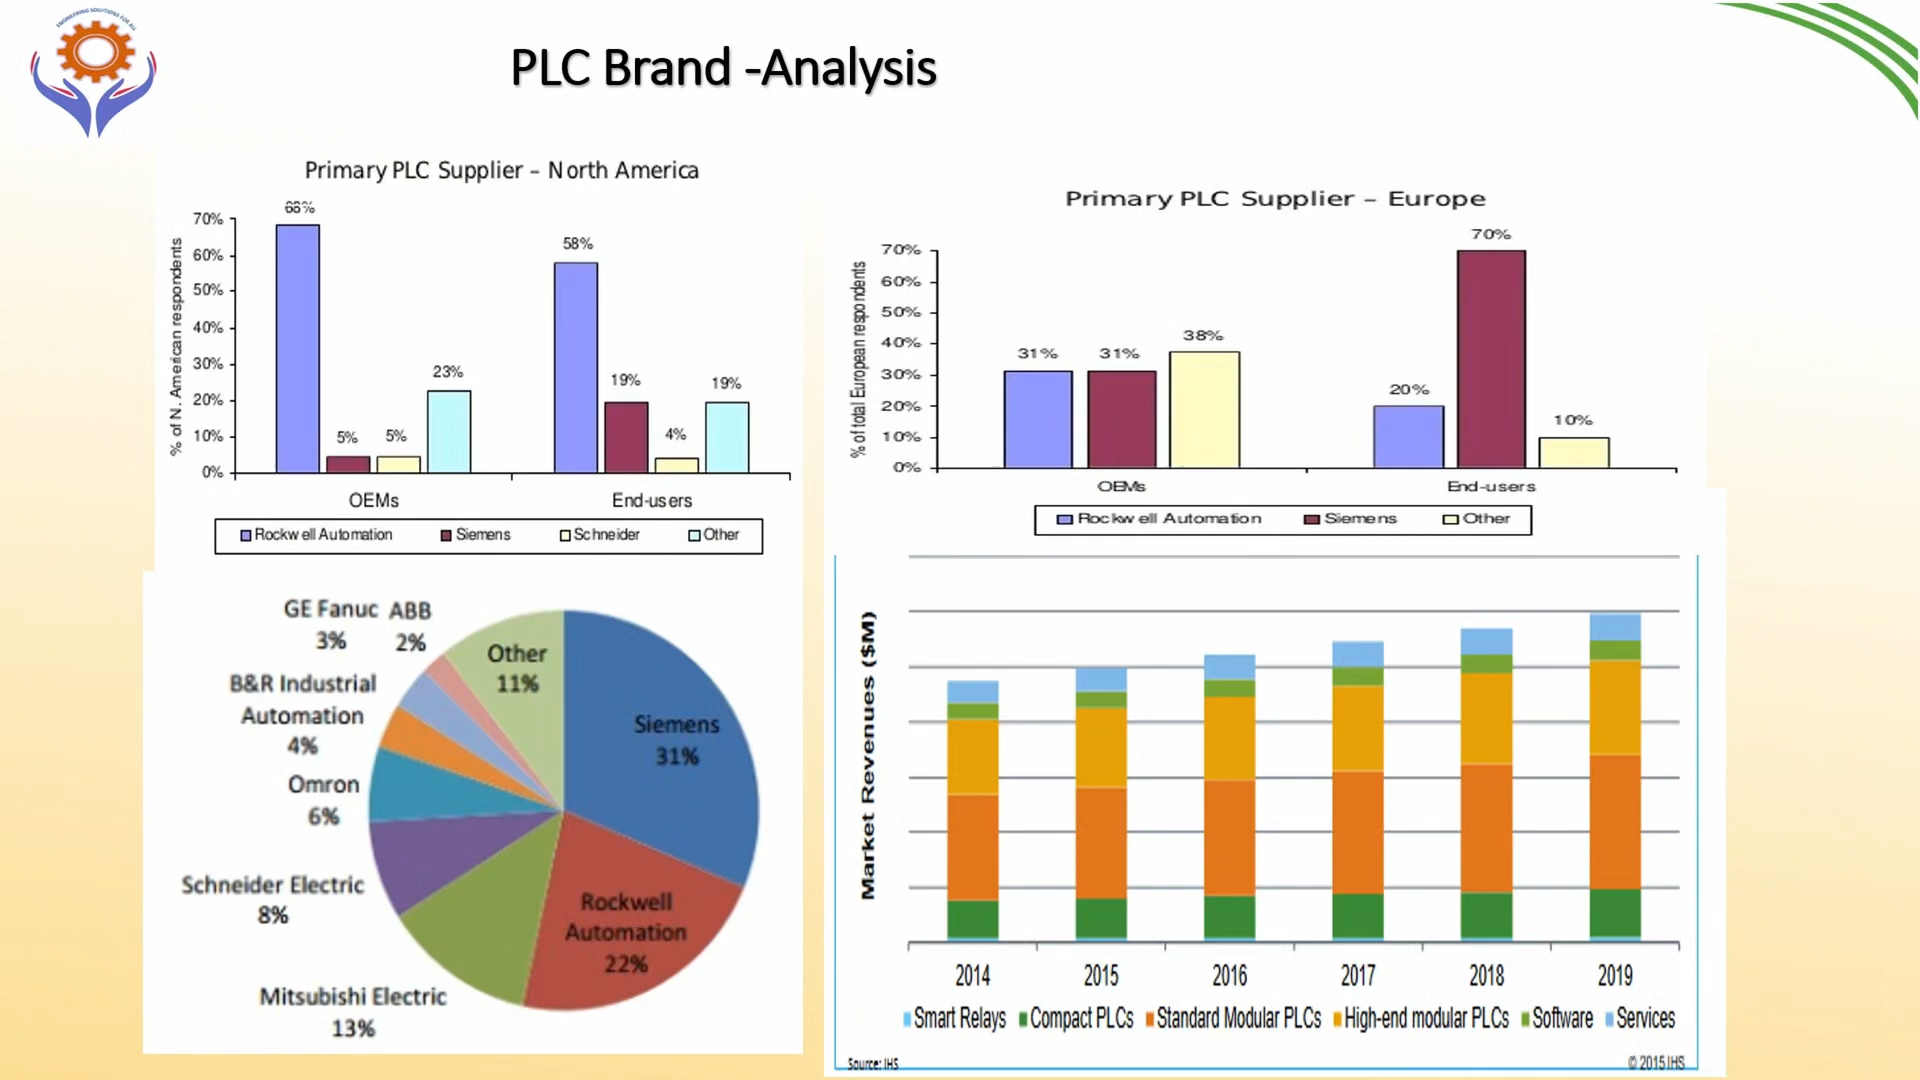 ENGINEERING SOLUTIONS FOR ALL
PLC Brand -Analysis
Primary PLC Supplier – North America
% of N. American respondents
70%
60%
50%
40%
30%
20%
10%
0%
68%
5%
5%
23%
58%
19%
4%
19%
OEMs
End-users
Rockwell Automation
Siemens
Schneider
Other
Primary PLC Supplier – Europe
% of total European respondents
70%
60%
50%
40%
30%
20%
10%
0%
31%
31%
38%
20%
70%
10%
OEMs
End-users
Rockwell Automation
Siemens
Other
GE Fanuc
3%
ABB
2%
Other
11%
Siemens
31%
B&R Industrial
Automation
4%
Omron
6%
Schneider Electric
8%
Rockwell
Automation
22%
Mitsubishi Electric
13%
Market Revenues ($M)
2014
2015
2016
2017
2018
2019
Smart Relays
Compact PLCs
Standard Modular PLCs
High-end modular PLCs
Software
Services
Source: IHS
© 2015 IHS